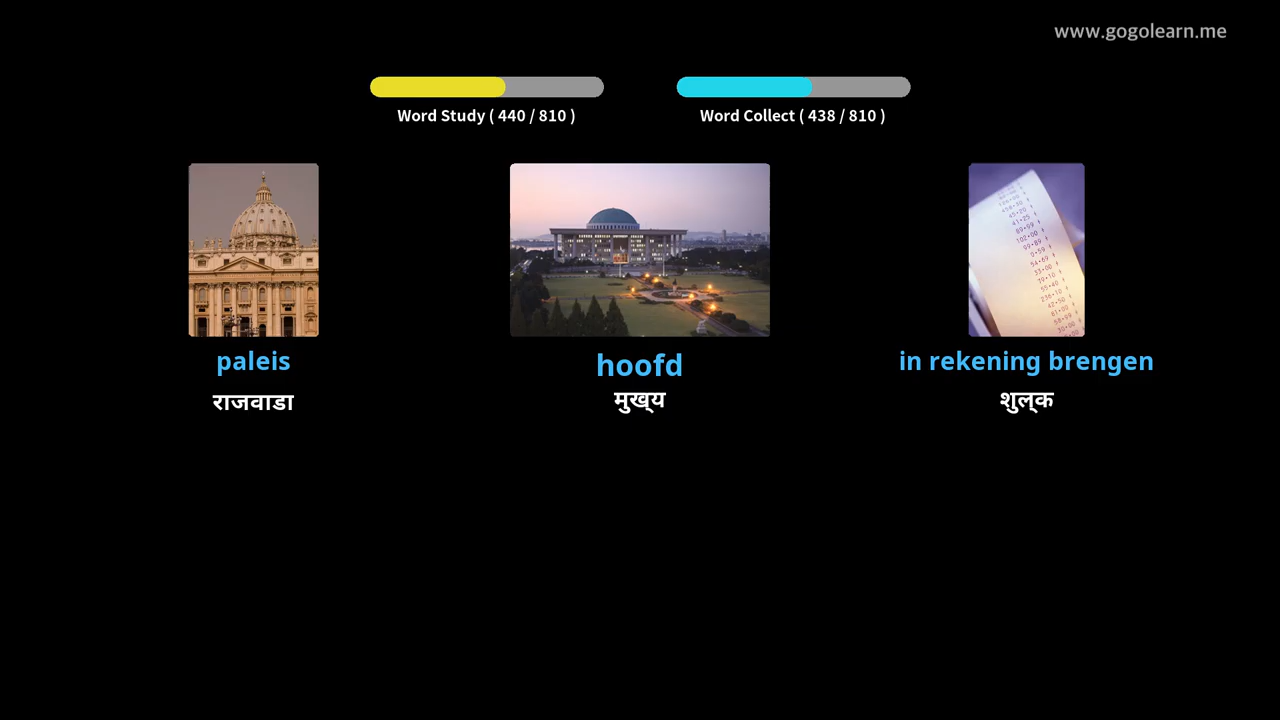 www.gogolearn.me
Word Study ( 440 / 810 )
Word Collect ( 438 / 810 )
paleis
hoofd
in rekening brengen
राजवाडा
मुख्य
शुल्क